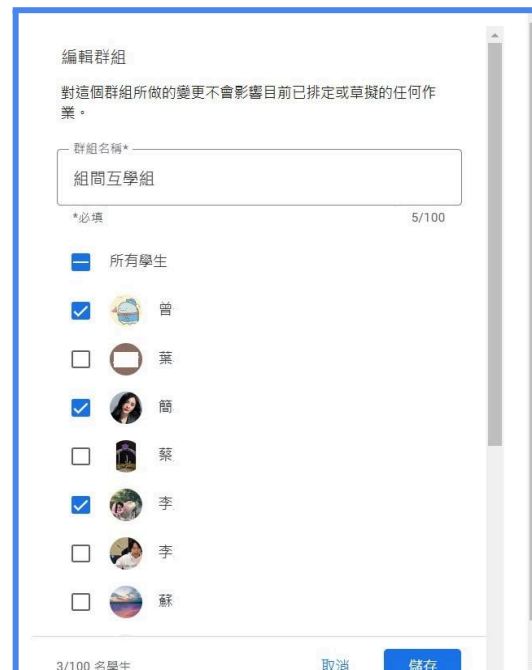 編輯群組
對這個群組所做的變更不會影響目前已排定或草擬的任何作
業。
群組名稱*
組間互學組
*必填 5/100
所有學生
曾
葉
簡
蔡
李
李
蘇
3/100 名學生 取消 儲存